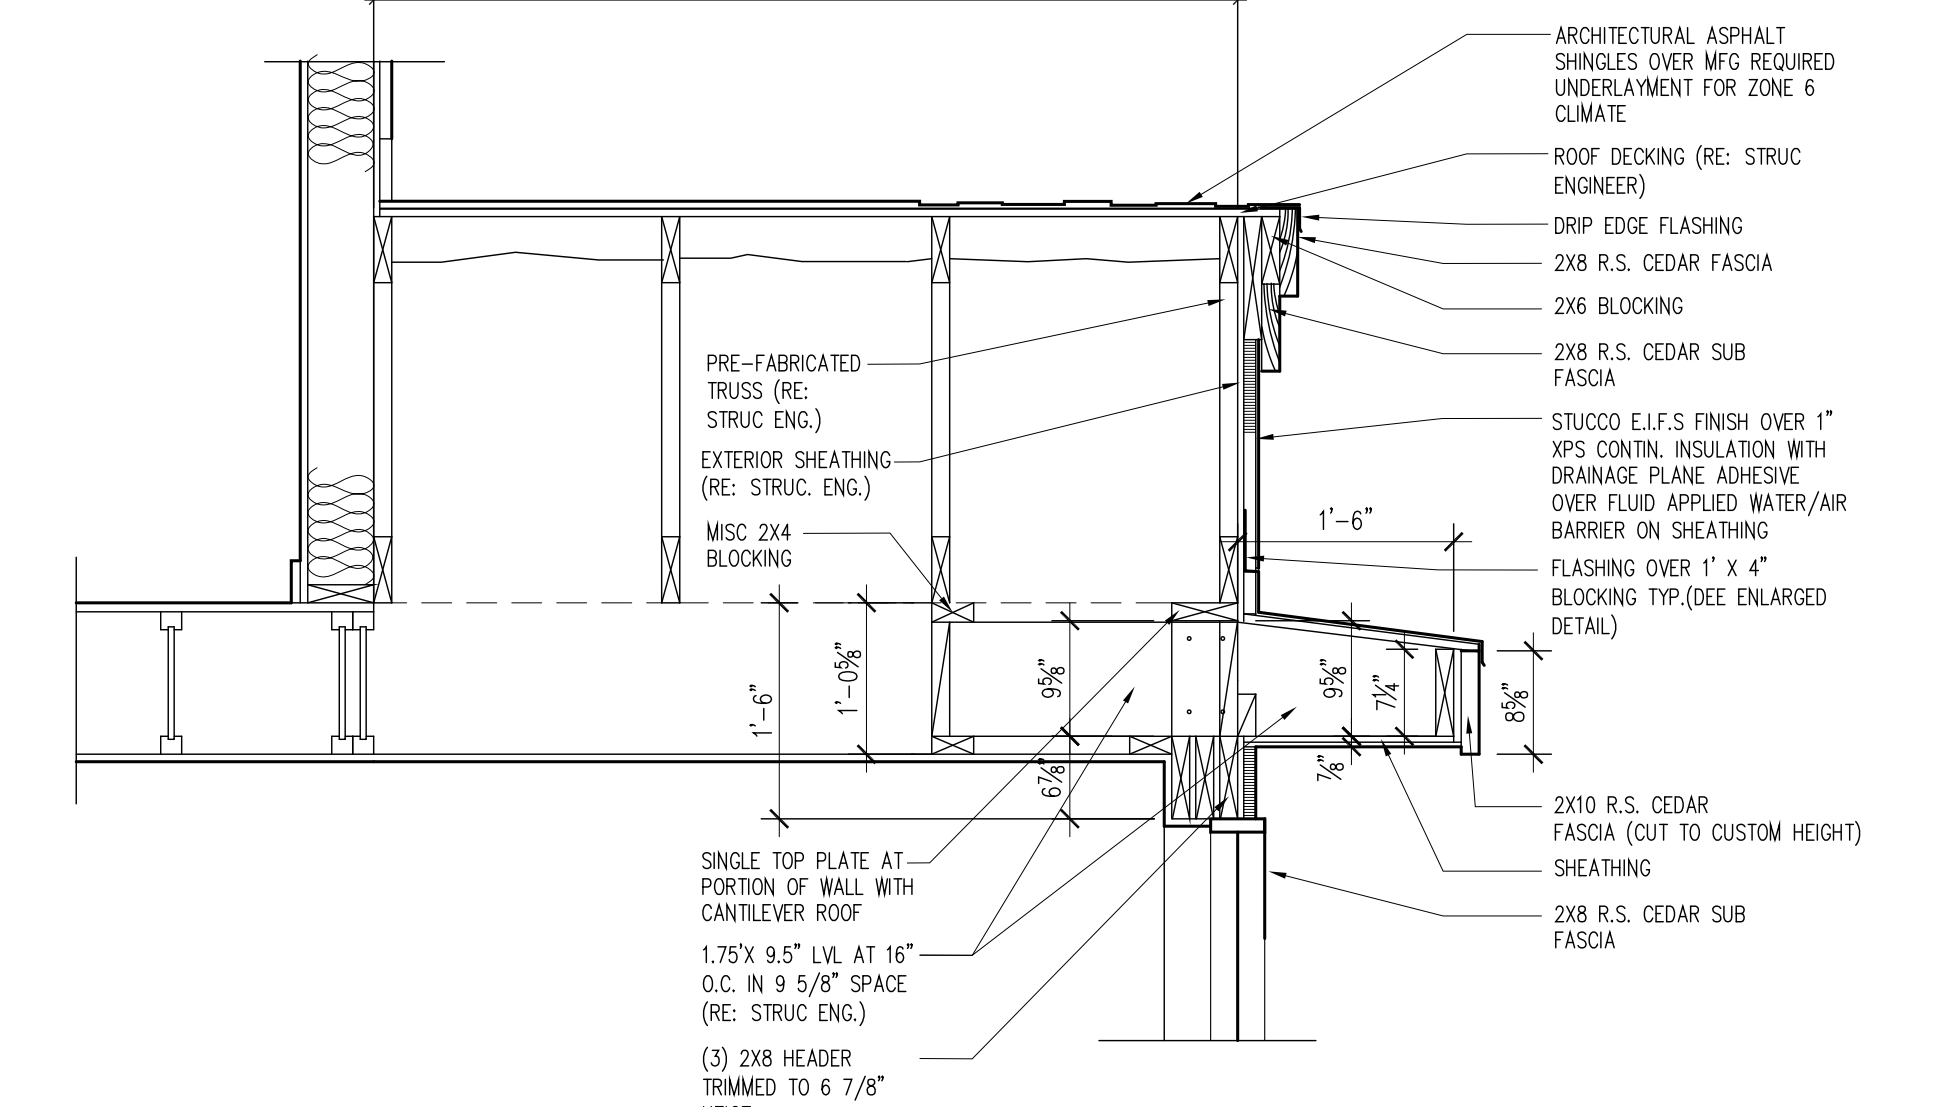 ARCHITECTURAL ASPHALT
SHINGLES OVER MFG REQUIRED
UNDERLAYMENT FOR ZONE 6
CLIMATE
ROOF DECKING (RE: STRUC
ENGINEER)
DRIP EDGE FLASHING
2X8 R.S. CEDAR FASCIA
2X6 BLOCKING
2X8 R.S. CEDAR SUB
FASCIA
STUCCO E.I.F.S FINISH OVER 1"
XPS CONTIN. INSULATION WITH
DRAINAGE PLANE ADHESIVE
OVER FLUID APPLIED WATER/AIR
BARRIER ON SHEATHING
FLASHING OVER 1' X 4"
BLOCKING TYP.(DEE ENLARGED
DETAIL)
PRE-FABRICATED
TRUSS (RE:
STRUC ENG.)
EXTERIOR SHEATHING
(RE: STRUC. ENG.)
MISC 2X4
BLOCKING
1'-6"
1'-6"
1'-0⅝"
9⅝"
6⅞"
9⅝"
7¼"
⅞"
8⅝"
2X10 R.S. CEDAR
FASCIA (CUT TO CUSTOM HEIGHT)
SHEATHING
2X8 R.S. CEDAR SUB
FASCIA
SINGLE TOP PLATE AT
PORTION OF WALL WITH
CANTILEVER ROOF
1.75'X 9.5" LVL AT 16"
O.C. IN 9 5/8" SPACE
(RE: STRUC ENG.)
(3) 2X8 HEADER
TRIMMED TO 6 7/8"